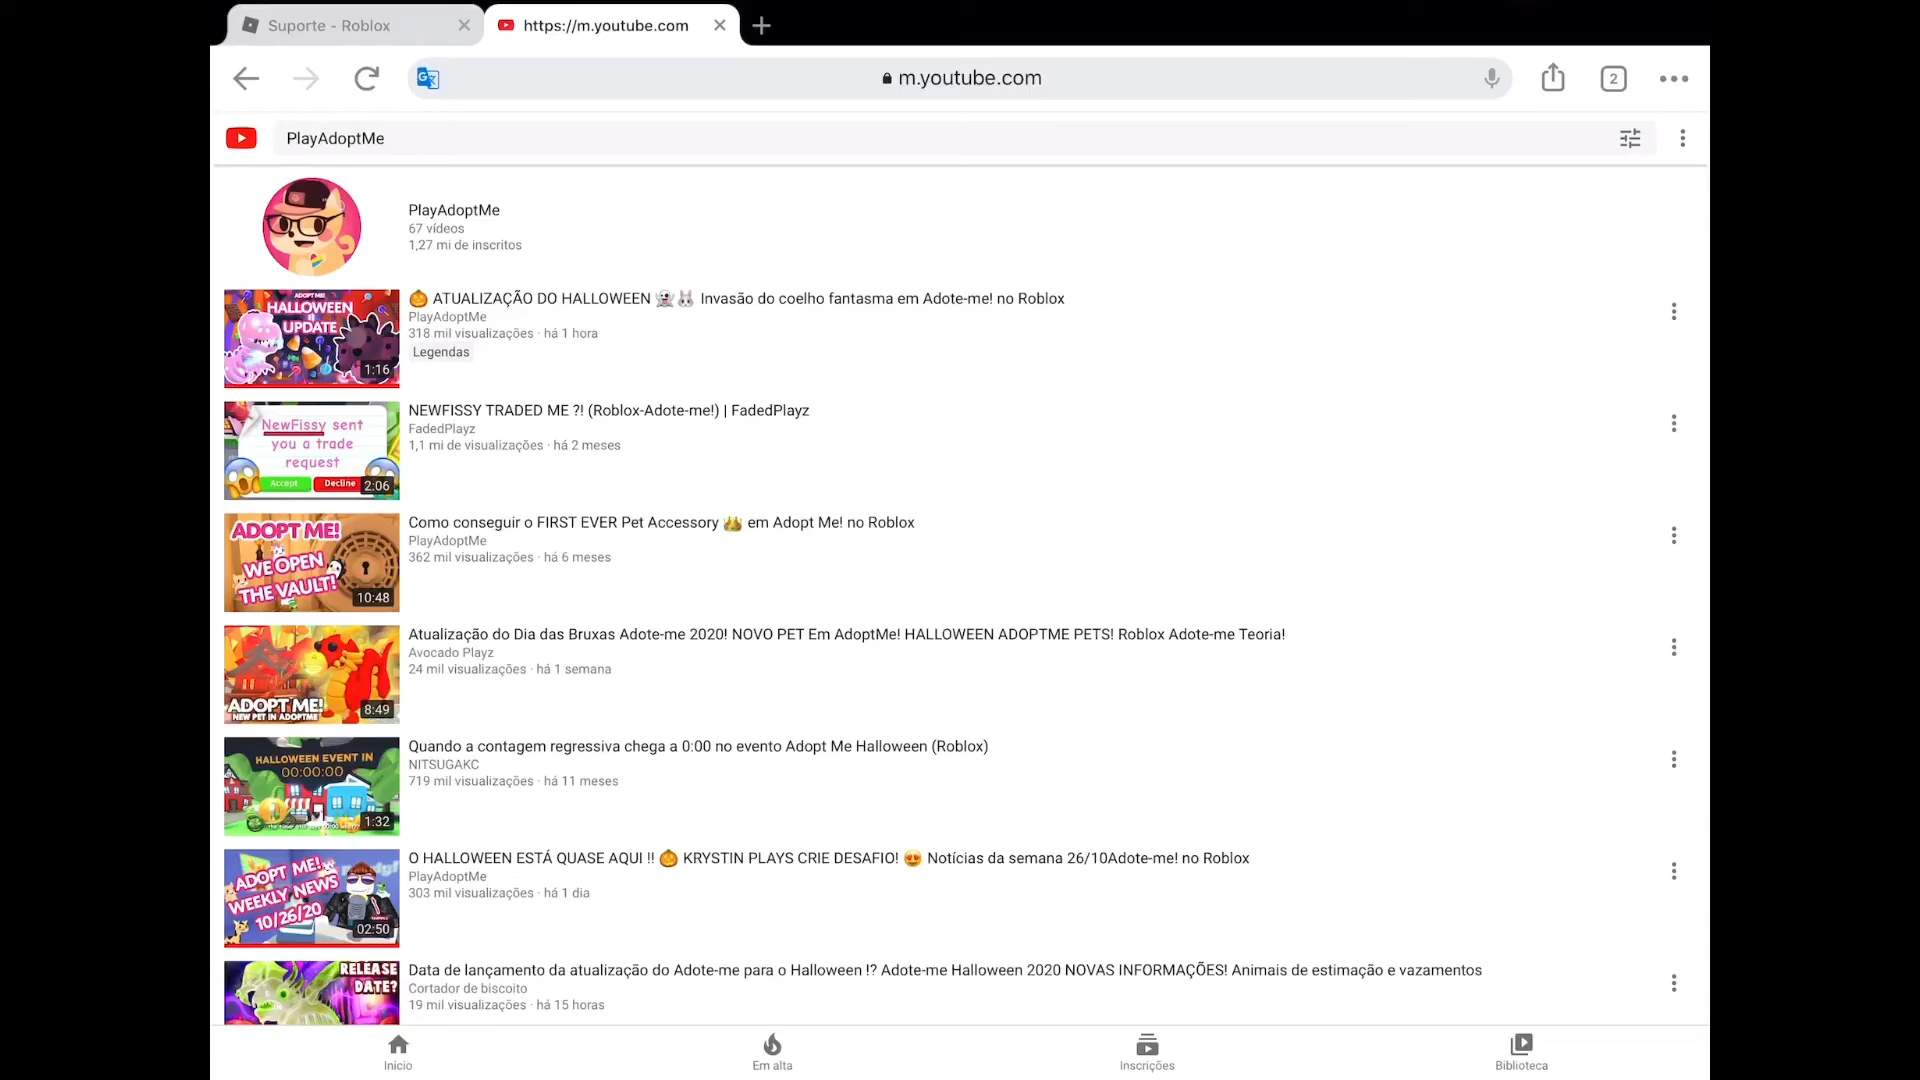 Suporte - Roblox
https://m.youtube.com
m.youtube.com
2
PlayAdoptMe
PlayAdoptMe
67 vídeos
1,27 mi de inscritos
ADOPT ME!
HALLOWEEN
UPDATE
1:16
🎃 ATUALIZAÇÃO DO HALLOWEEN 👻🐰 Invasão do coelho fantasma em Adote-me! no Roblox
PlayAdoptMe
318 mil visualizações · há 1 hora
Legendas
NewFissy sent
you a trade
request
Accept
Decline
2:06
NEWFISSY TRADED ME ?! (Roblox-Adote-me!) | FadedPlayz
FadedPlayz
1,1 mi de visualizações · há 2 meses
ADOPT ME!
WE OPEN
THE VAULT!
10:48
Como conseguir o FIRST EVER Pet Accessory 👑 em Adopt Me! no Roblox
PlayAdoptMe
362 mil visualizações · há 6 meses
ADOPT ME!
NEW PET IN ADOPTME
8:49
Atualização do Dia das Bruxas Adote-me 2020! NOVO PET Em AdoptMe! HALLOWEEN ADOPTME PETS! Roblox Adote-me Teoria!
Avocado Playz
24 mil visualizações · há 1 semana
HALLOWEEN EVENT IN
00:00:00
1:32
Quando a contagem regressiva chega a 0:00 no evento Adopt Me Halloween (Roblox)
NITSUGAKC
719 mil visualizações · há 11 meses
ADOPT ME!
WEEKLY NEWS
10/26/20
02:50
O HALLOWEEN ESTÁ QUASE AQUI !! 🎃 KRYSTIN PLAYS CRIE DESAFIO! 😍 Notícias da semana 26/10Adote-me! no Roblox
PlayAdoptMe
303 mil visualizações · há 1 dia
RELEASE
DATE?
Data de lançamento da atualização do Adote-me para o Halloween !? Adote-me Halloween 2020 NOVAS INFORMAÇÕES! Animais de estimação e vazamentos
Cortador de biscoito
19 mil visualizações · há 15 horas
Início
Em alta
Inscrições
Biblioteca